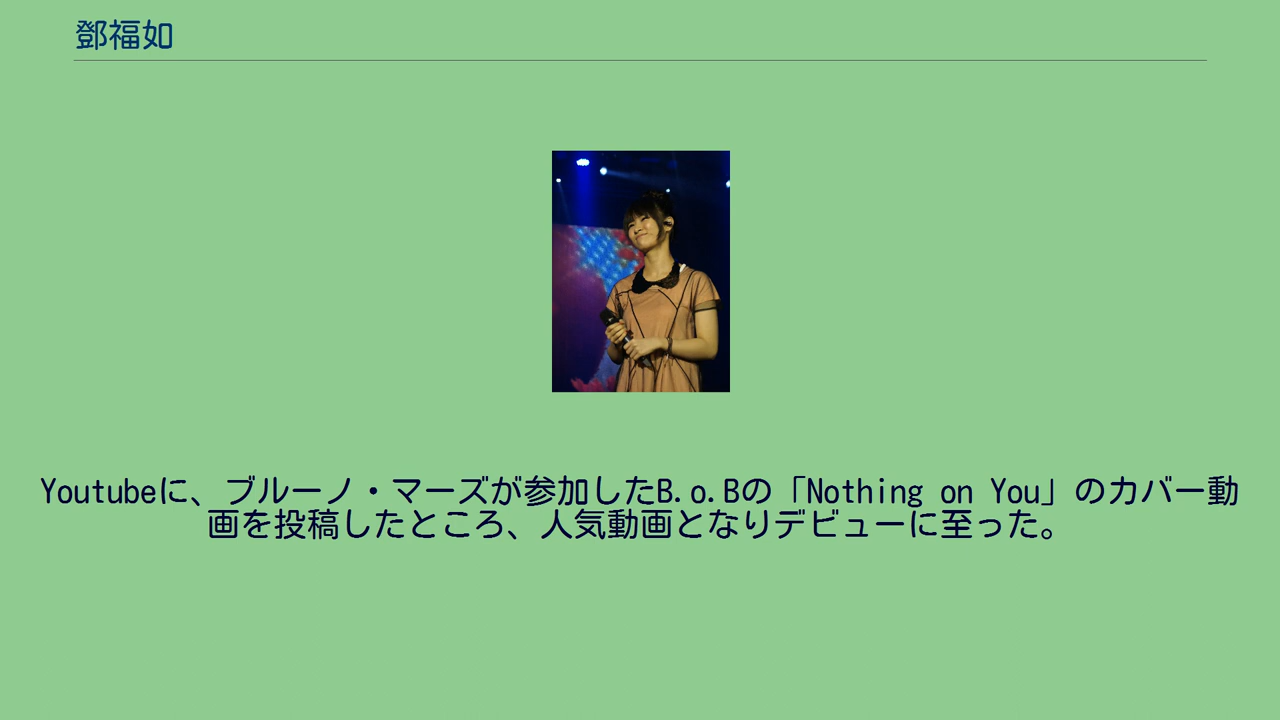 鄧福如
Youtubeに、ブルーノ・マーズが参加したB.o.Bの「Nothing on You」のカバー動
画を投稿したところ、人気動画となりデビューに至った。